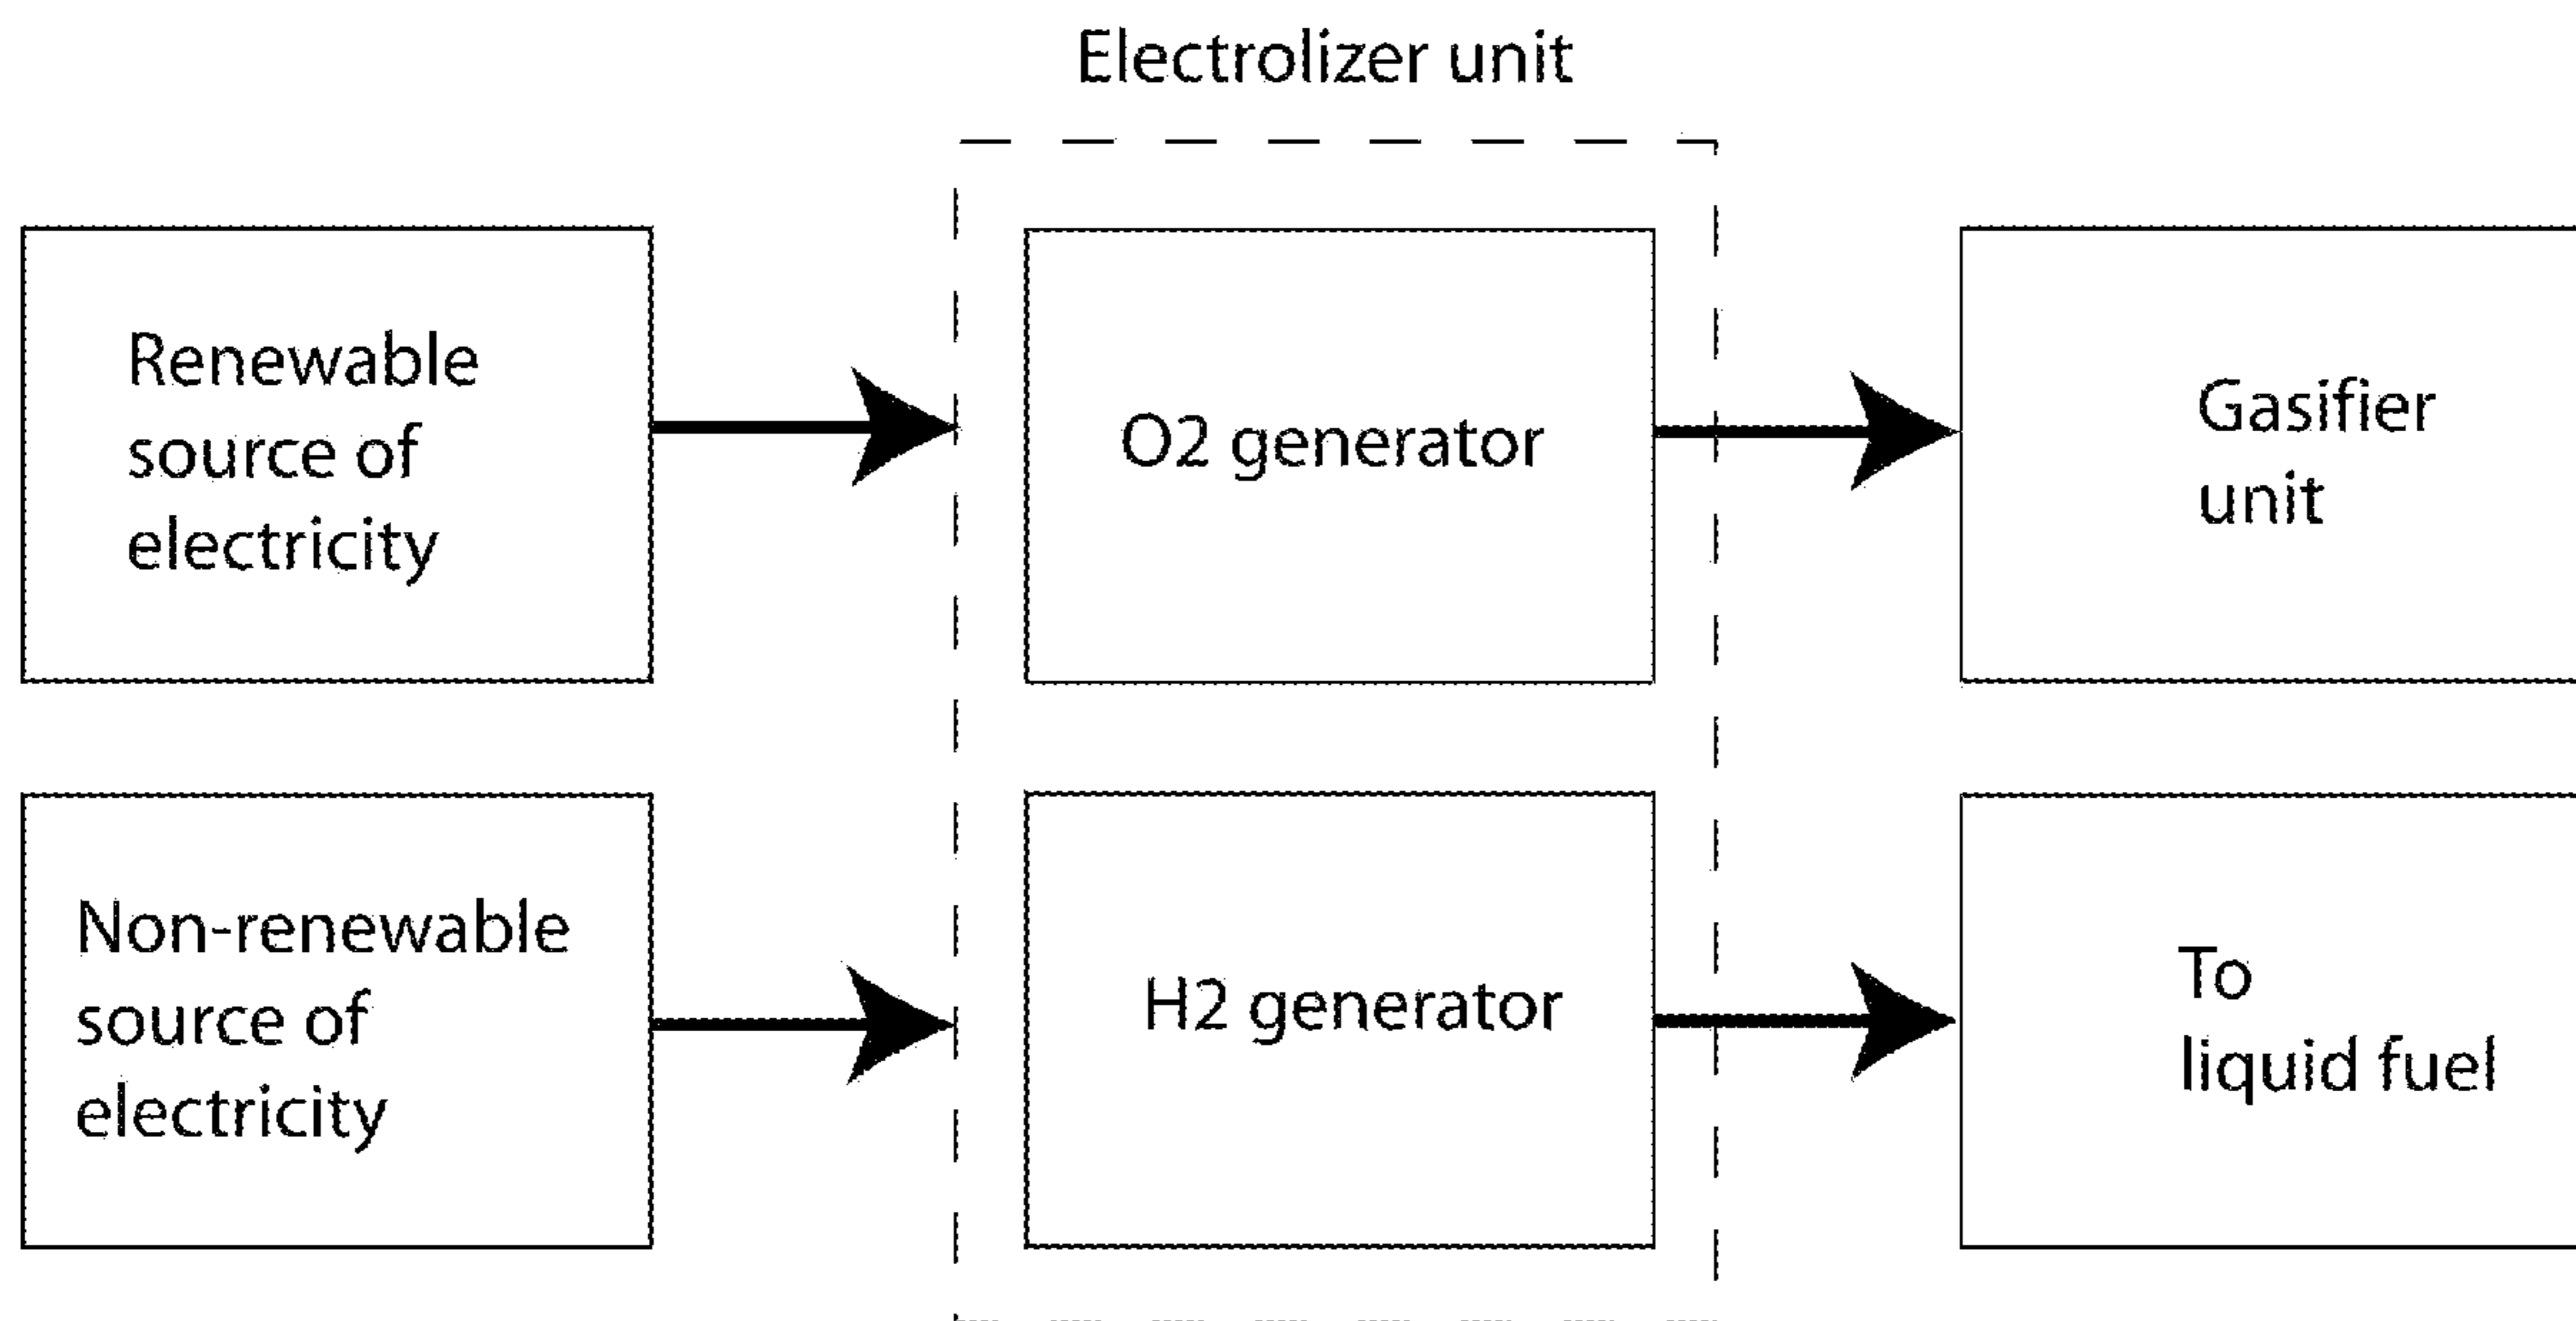 Electrolizer unit
Renewable
source of
electricity
O2 generator
Gasifier
unit
Non-renewable
source of
electricity
H2 generator
To
liquid fuel